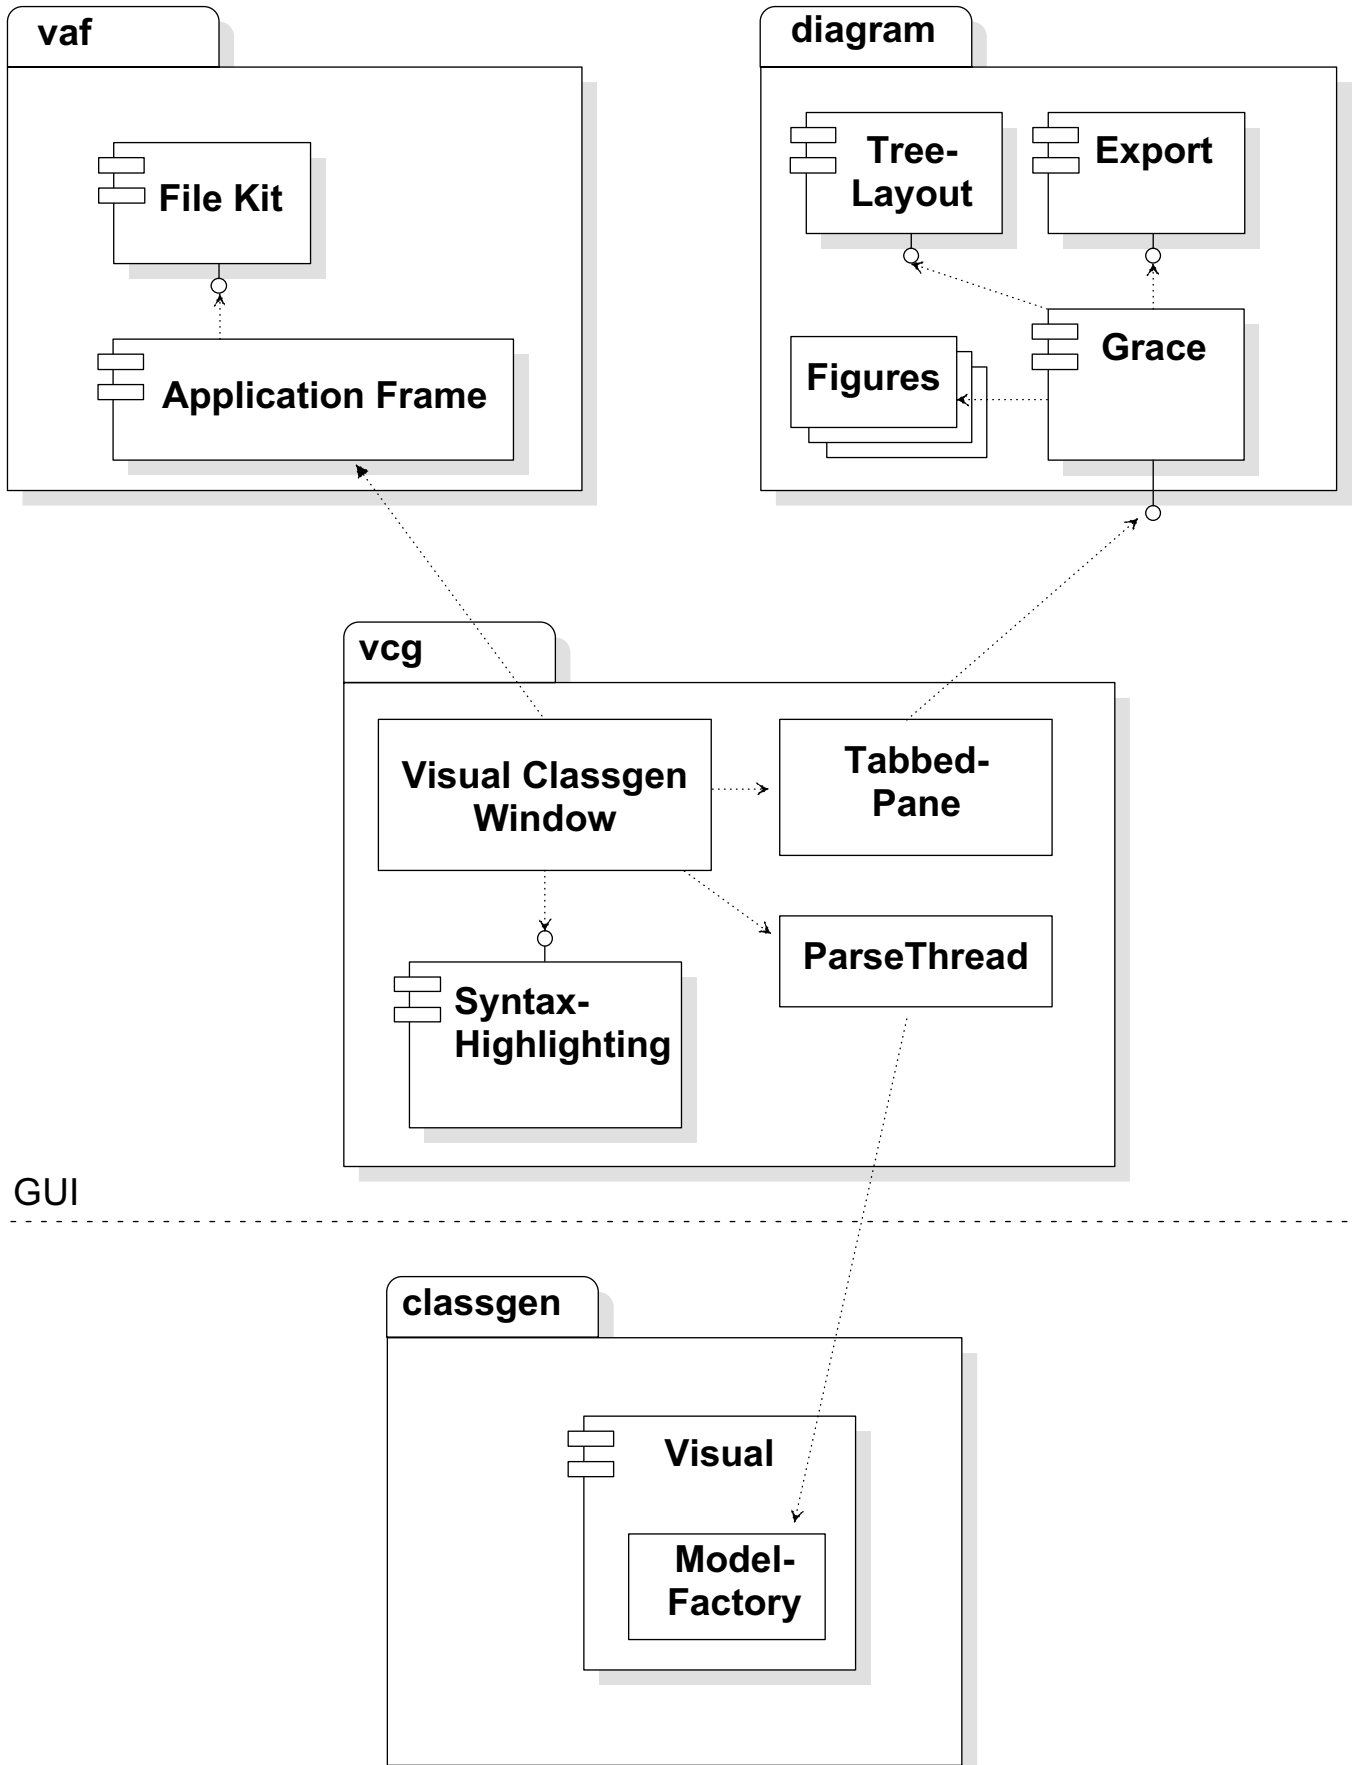 vaf
File Kit
Application Frame
diagram
Tree-
Layout
Export
Grace
Figures
vcg
Visual Classgen
Window
Tabbed-
Pane
ParseThread
Syntax-
Highlighting
GUI
classgen
Visual
Model-
Factory